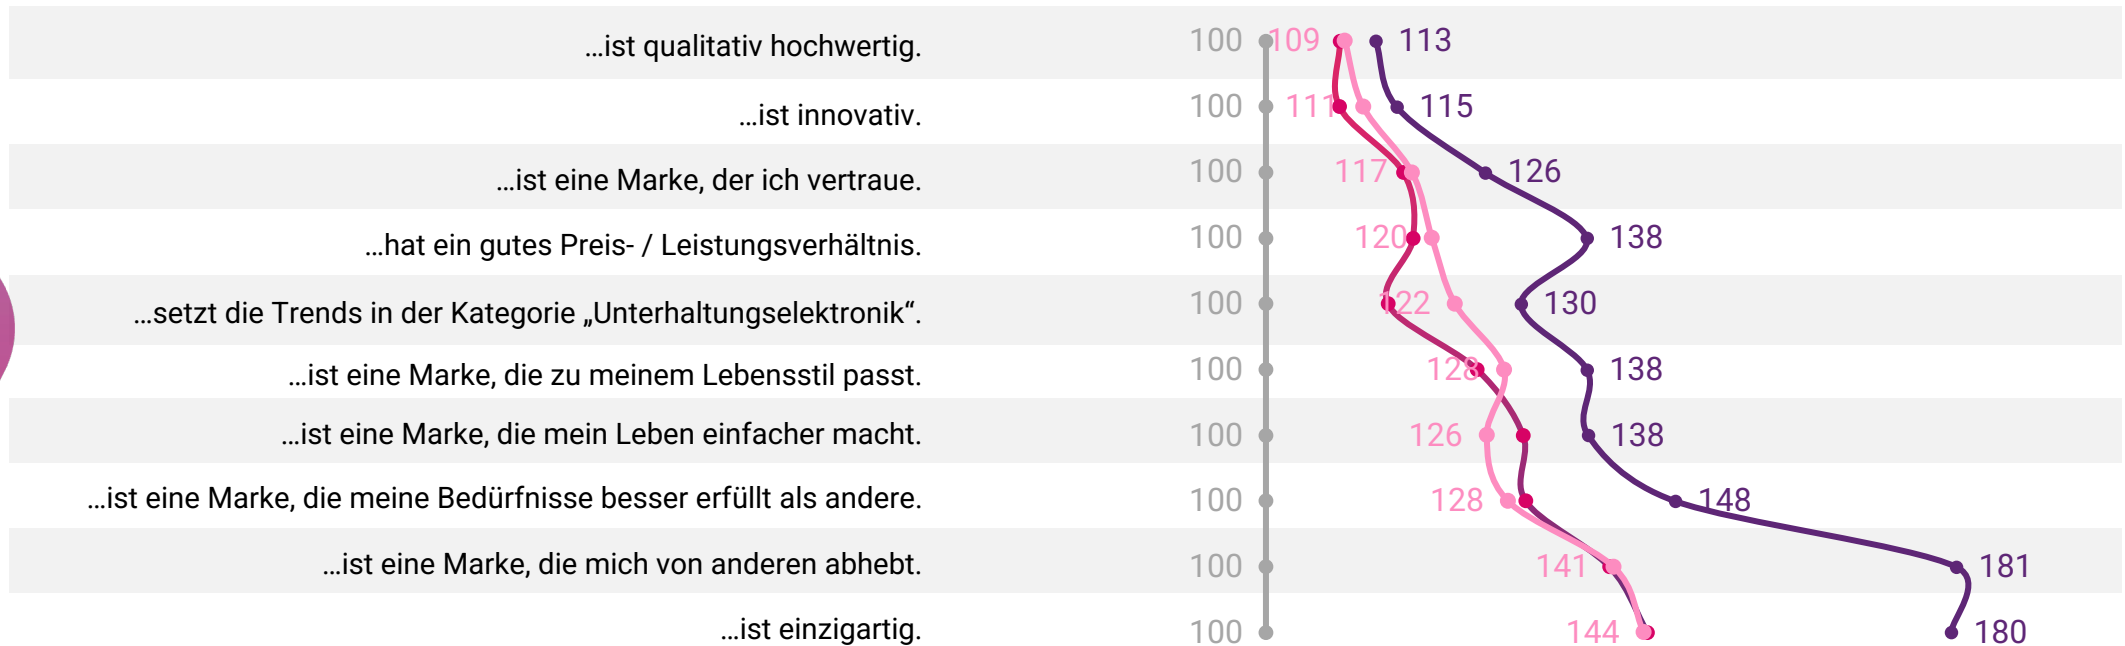 …ist qualitativ hochwertig. 100 109 113
…ist innovativ. 100 111 115
…ist eine Marke, der ich vertraue. 100 117 126
…hat ein gutes Preis- / Leistungsverhältnis. 100 120 138
…setzt die Trends in der Kategorie „Unterhaltungselektronik“. 100 122 130
…ist eine Marke, die zu meinem Lebensstil passt. 100 128 138
…ist eine Marke, die mein Leben einfacher macht. 100 126 138
…ist eine Marke, die meine Bedürfnisse besser erfüllt als andere. 100 128 148
…ist eine Marke, die mich von anderen abhebt. 100 141 181
…ist einzigartig. 100 144 180